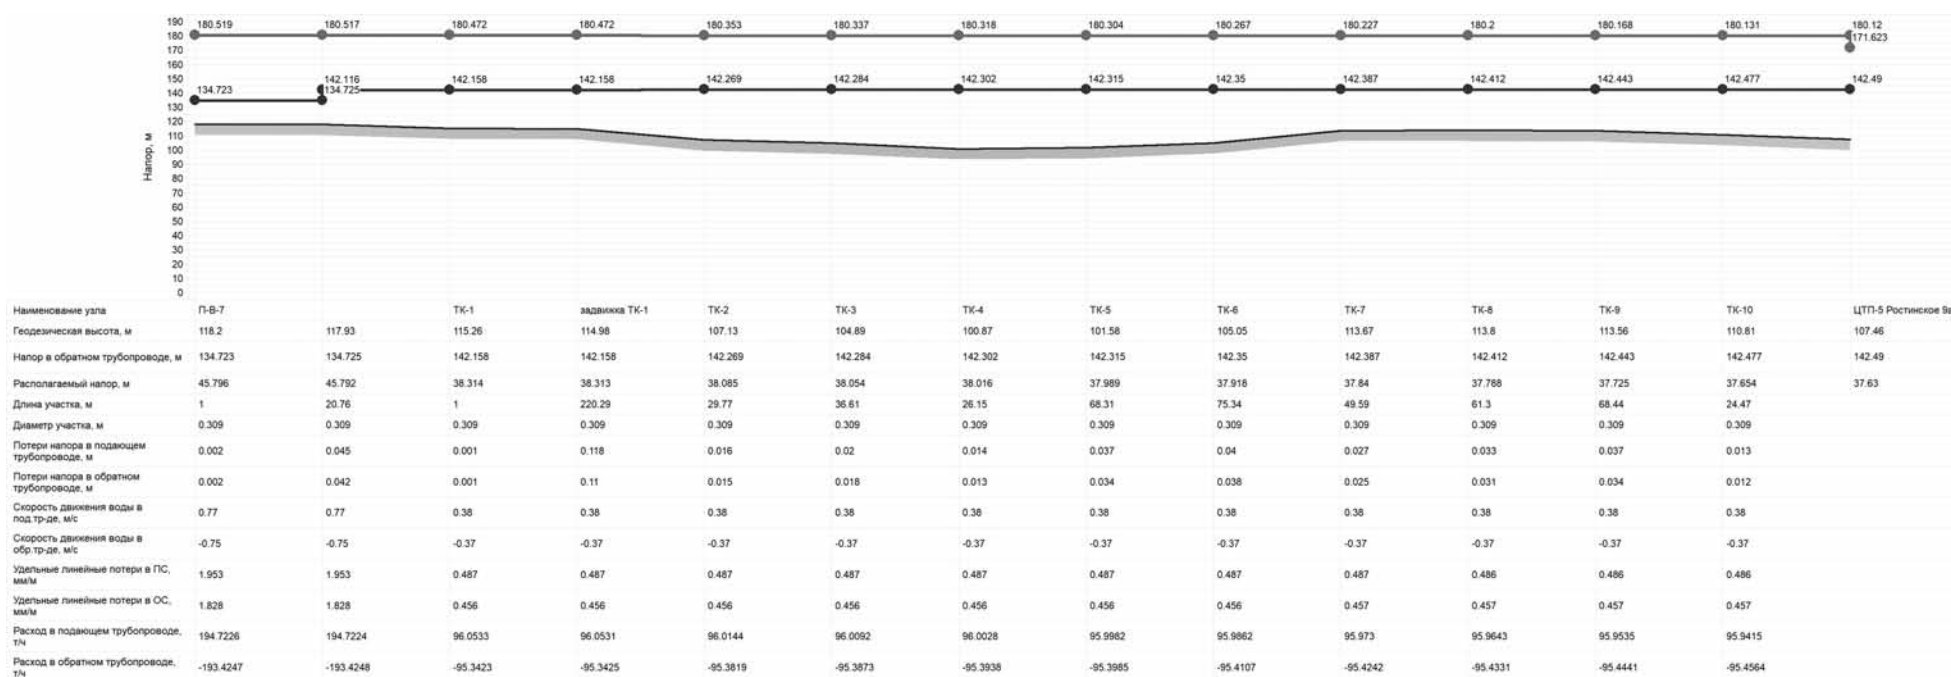 190 180.519 180.517 180.472 180.472 180.353 180.337 180.318 180.304 180.267 180.227 180.2 180.168 180.131 180.12
180 171.623
170
160
150 134.723 142.116 142.158 142.158 142.269 142.284 142.302 142.315 142.35 142.387 142.412 142.443 142.477 142.49
140 134.725
130
120
110
100
90
80
70
60
50
40
30
20
10
0
Напор, м
Наименование узла П-В-7 ТК-1 задвижка ТК-1 ТК-2 ТК-3 ТК-4 ТК-5 ТК-6 ТК-7 ТК-8 ТК-9 ТК-10 ЦТП-5 Ростинское 9а
Геодезическая высота, м 118.2 117.93 115.26 114.98 107.13 104.89 100.87 101.58 105.05 113.67 113.8 113.56 110.81 107.46
Напор в обратном трубопроводе, м 134.723 134.725 142.158 142.158 142.269 142.284 142.302 142.315 142.35 142.387 142.412 142.443 142.477 142.49
Располагаемый напор, м 45.796 45.792 38.314 38.313 38.085 38.054 38.016 37.989 37.918 37.84 37.788 37.725 37.654 37.63
Длина участка, м 1 20.76 1 220.29 29.77 36.61 26.15 68.31 75.34 49.59 61.3 68.44 24.47
Диаметр участка, м 0.309 0.309 0.309 0.309 0.309 0.309 0.309 0.309 0.309 0.309 0.309 0.309 0.309
Потери напора в подающем
трубопроводе, м 0.002 0.045 0.001 0.118 0.016 0.02 0.014 0.037 0.04 0.027 0.033 0.037 0.013
Потери напора в обратном
трубопроводе, м 0.002 0.042 0.001 0.11 0.015 0.018 0.013 0.034 0.038 0.025 0.031 0.034 0.012
Скорость движения воды в
под.тр-де, м/с 0.77 0.77 0.38 0.38 0.38 0.38 0.38 0.38 0.38 0.38 0.38 0.38 0.38
Скорость движения воды в
обр.тр-де, м/с -0.75 -0.75 -0.37 -0.37 -0.37 -0.37 -0.37 -0.37 -0.37 -0.37 -0.37 -0.37 -0.37
Удельные линейные потери в ПС,
мм/м 1.953 1.953 0.487 0.487 0.487 0.487 0.487 0.487 0.487 0.487 0.486 0.486 0.486
Удельные линейные потери в ОС,
мм/м 1.828 1.828 0.456 0.456 0.456 0.456 0.456 0.456 0.456 0.457 0.457 0.457 0.457
Расход в подающем трубопроводе,
т/ч 194.7226 194.7224 96.0533 96.0531 96.0144 96.0092 96.0028 95.9982 95.9862 95.973 95.9643 95.9535 95.9415
Расход в обратном трубопроводе,
т/ч -193.4247 -193.4248 -95.3423 -95.3425 -95.3819 -95.3873 -95.3938 -95.3985 -95.4107 -95.4242 -95.4331 -95.4441 -95.4564